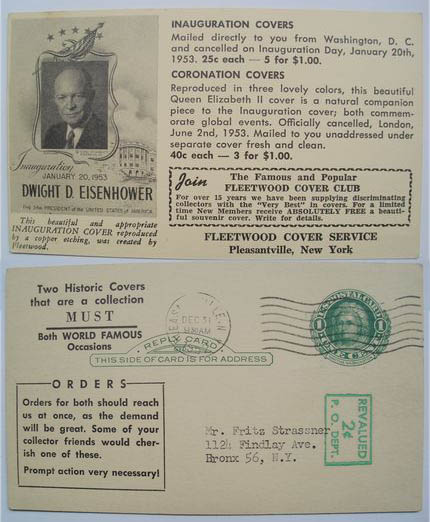 Inauguration
JANUARY 20, 1953
DWIGHT D. EISENHOWER
PRESIDENT of the UNITED STATES of AMERICA
This beautiful and appropriate
INAUGURATION COVER reproduced
by a copper etching, was created by
Fleetwood.
INAUGURATION COVERS
Mailed directly to you from Washington, D. C.
and cancelled on Inauguration Day, January 20th,
1953. 25c each — 5 for $1.00.
CORONATION COVERS
Reproduced in three lovely colors, this beautiful
Queen Elizabeth II cover is a natural companion
piece to the Inauguration cover; both commem-
orate global events. Officially cancelled, London,
June 2nd, 1953. Mailed to you unaddressed under
separate cover fresh and clean.
40c each — 3 for $1.00.
Join The Famous and Popular
FLEETWOOD COVER CLUB
For over 15 years we have been supplying discriminating
collectors with the "Very Best" in covers. For a limited
time New Members receive ABSOLUTELY FREE a beauti-
ful souvenir cover. Write for details.
FLEETWOOD COVER SERVICE
Pleasantville, New York
Two Historic Covers
that are a collection
MUST
Both WORLD FAMOUS
Occasions
ORDERS
Orders for both should reach
us at once, as the demand
will be great. Some of your
collector friends would cher-
ish one of these.
Prompt action very necessary!
DEC 31
AM
REPLY CARD
THIS SIDE OF CARD IS FOR ADDRESS
1
1
REVALUED
2¢
P. O. DEPT.
Mr. Fritz Strassner
1124 Findlay Ave.
Bronx 56, N.Y.